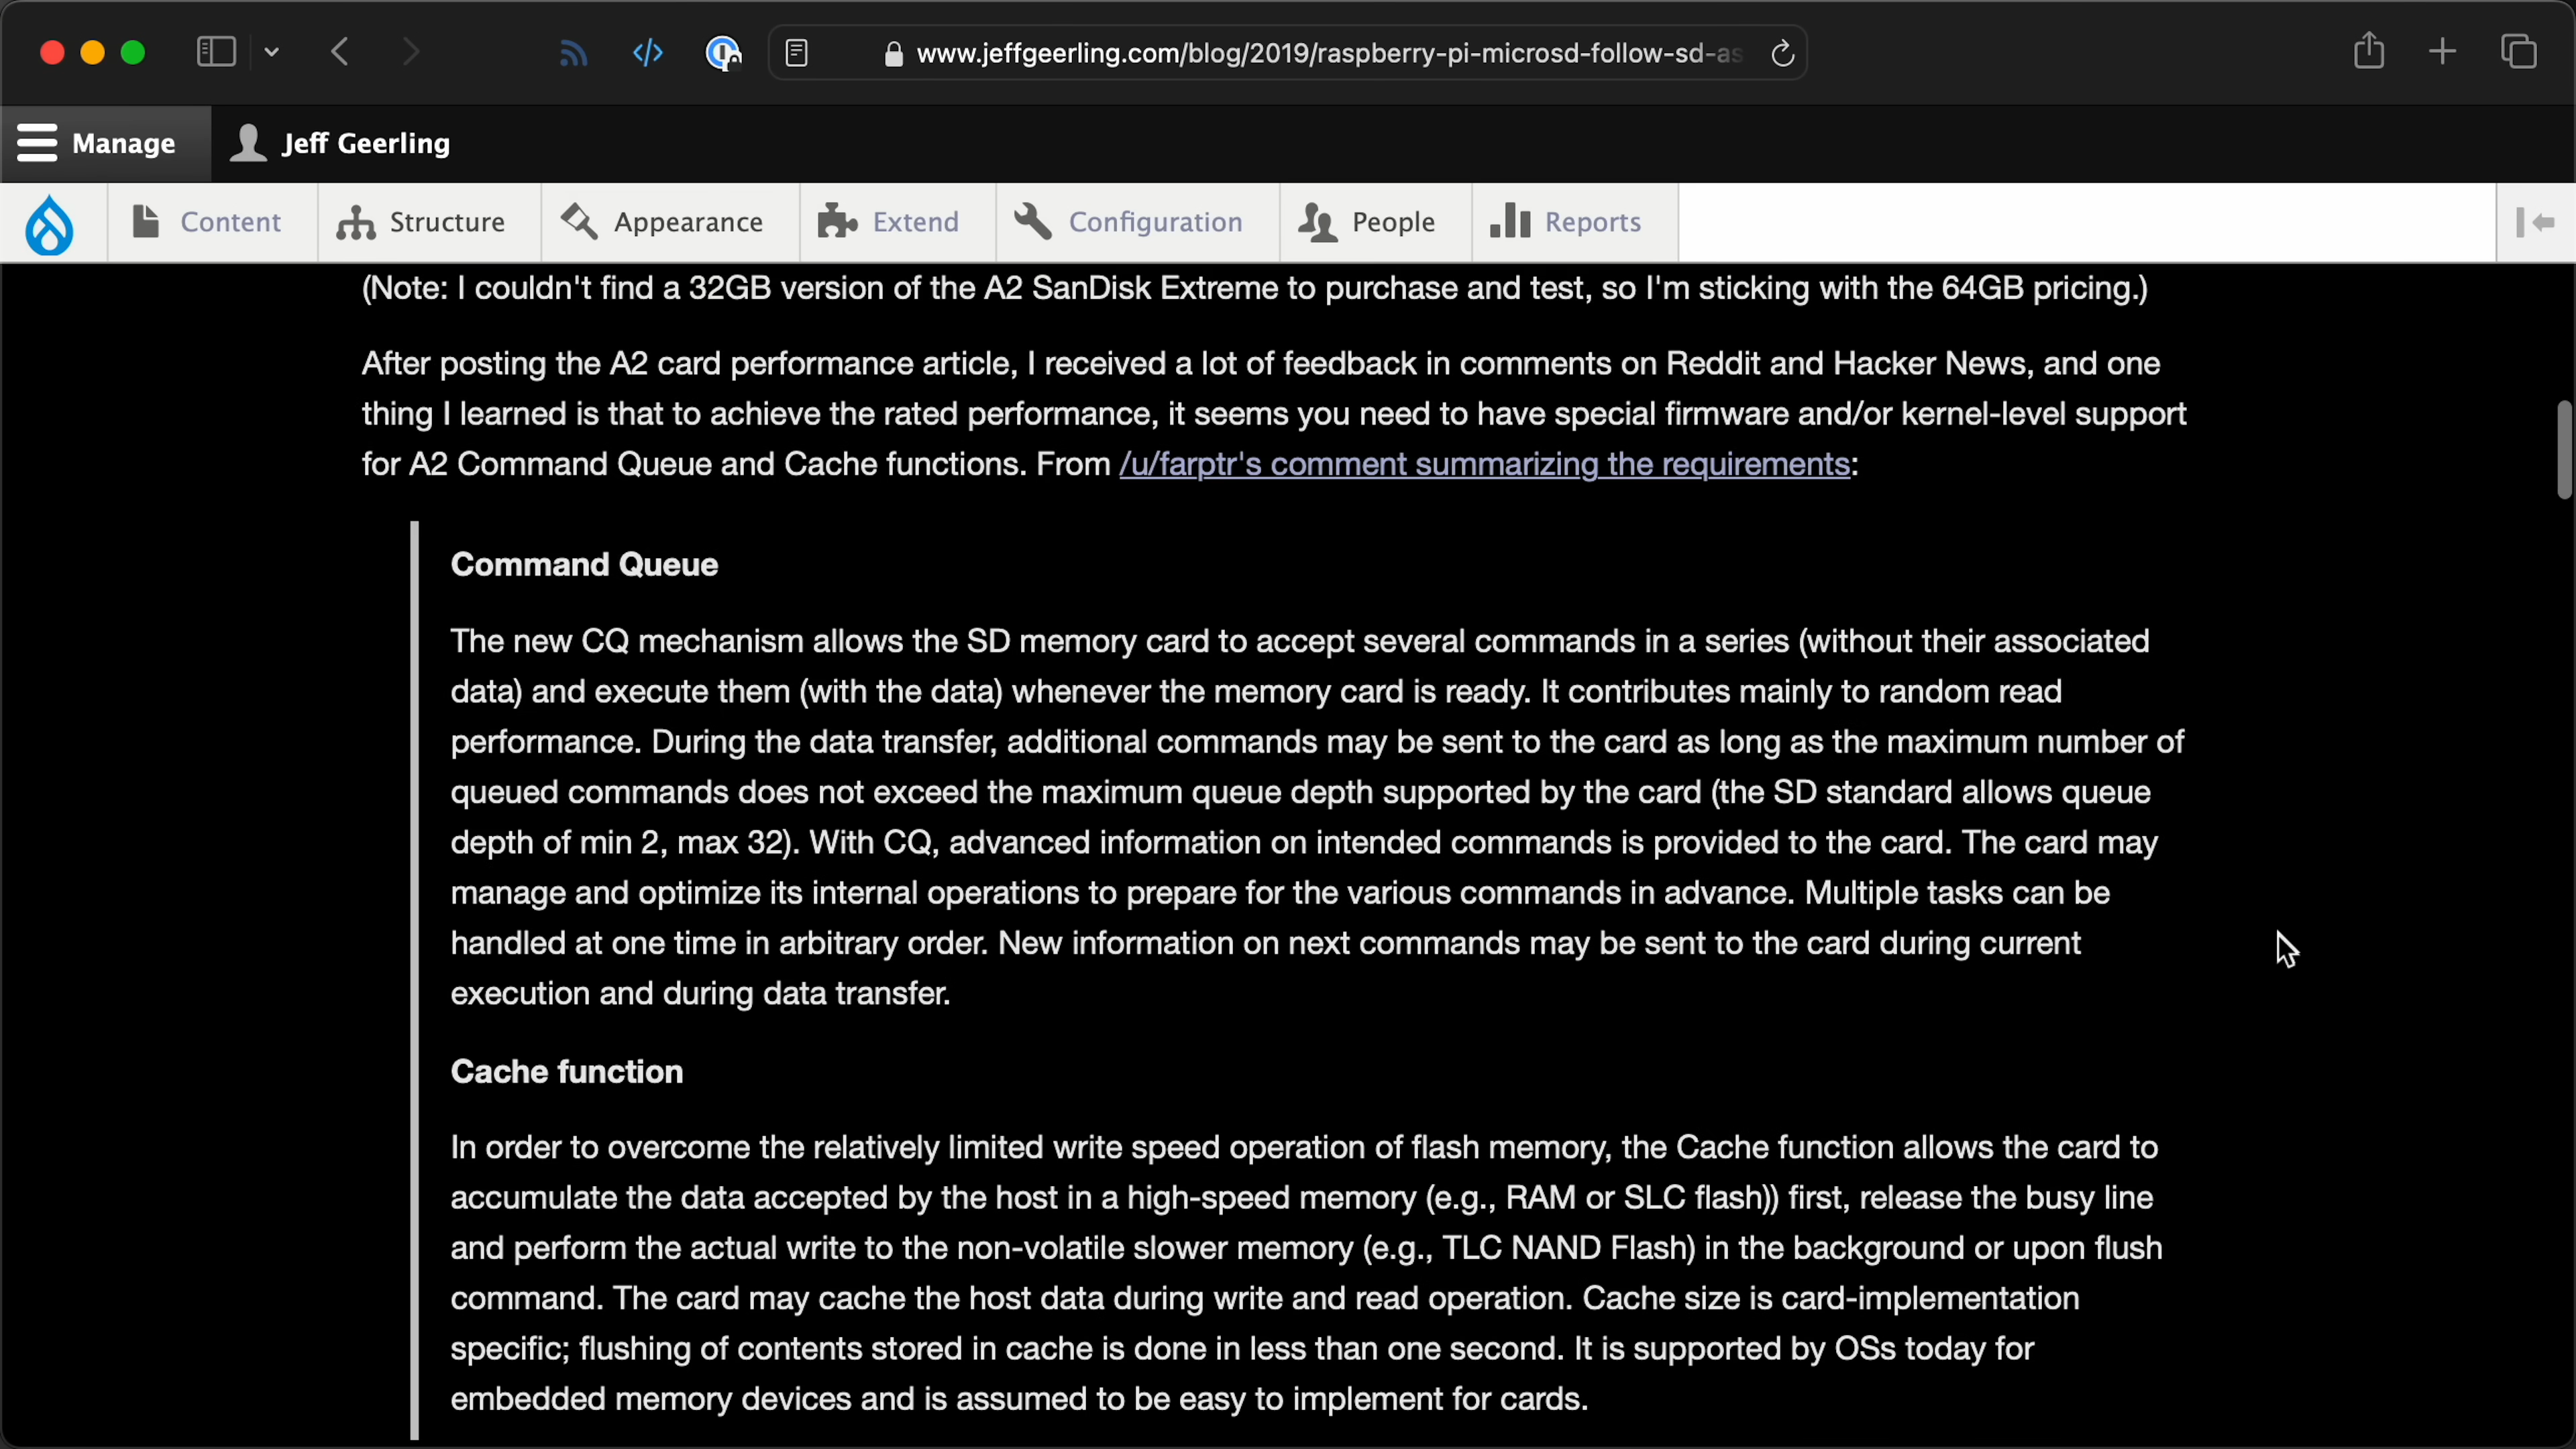 www.jeffgeerling.com/blog/2019/raspberry-pi-microsd-follow-sd-as
Manage
Jeff Geerling
Content
Structure
Appearance
Extend
Configuration
People
Reports
(Note: I couldn't find a 32GB version of the A2 SanDisk Extreme to purchase and test, so I'm sticking with the 64GB pricing.)
After posting the A2 card performance article, I received a lot of feedback in comments on Reddit and Hacker News, and one
thing I learned is that to achieve the rated performance, it seems you need to have special firmware and/or kernel-level support
for A2 Command Queue and Cache functions. From /u/farptr's comment summarizing the requirements:
Command Queue
The new CQ mechanism allows the SD memory card to accept several commands in a series (without their associated
data) and execute them (with the data) whenever the memory card is ready. It contributes mainly to random read
performance. During the data transfer, additional commands may be sent to the card as long as the maximum number of
queued commands does not exceed the maximum queue depth supported by the card (the SD standard allows queue
depth of min 2, max 32). With CQ, advanced information on intended commands is provided to the card. The card may
manage and optimize its internal operations to prepare for the various commands in advance. Multiple tasks can be
handled at one time in arbitrary order. New information on next commands may be sent to the card during current
execution and during data transfer.
Cache function
In order to overcome the relatively limited write speed operation of flash memory, the Cache function allows the card to
accumulate the data accepted by the host in a high-speed memory (e.g., RAM or SLC flash)) first, release the busy line
and perform the actual write to the non-volatile slower memory (e.g., TLC NAND Flash) in the background or upon flush
command. The card may cache the host data during write and read operation. Cache size is card-implementation
specific; flushing of contents stored in cache is done in less than one second. It is supported by OSs today for
embedded memory devices and is assumed to be easy to implement for cards.